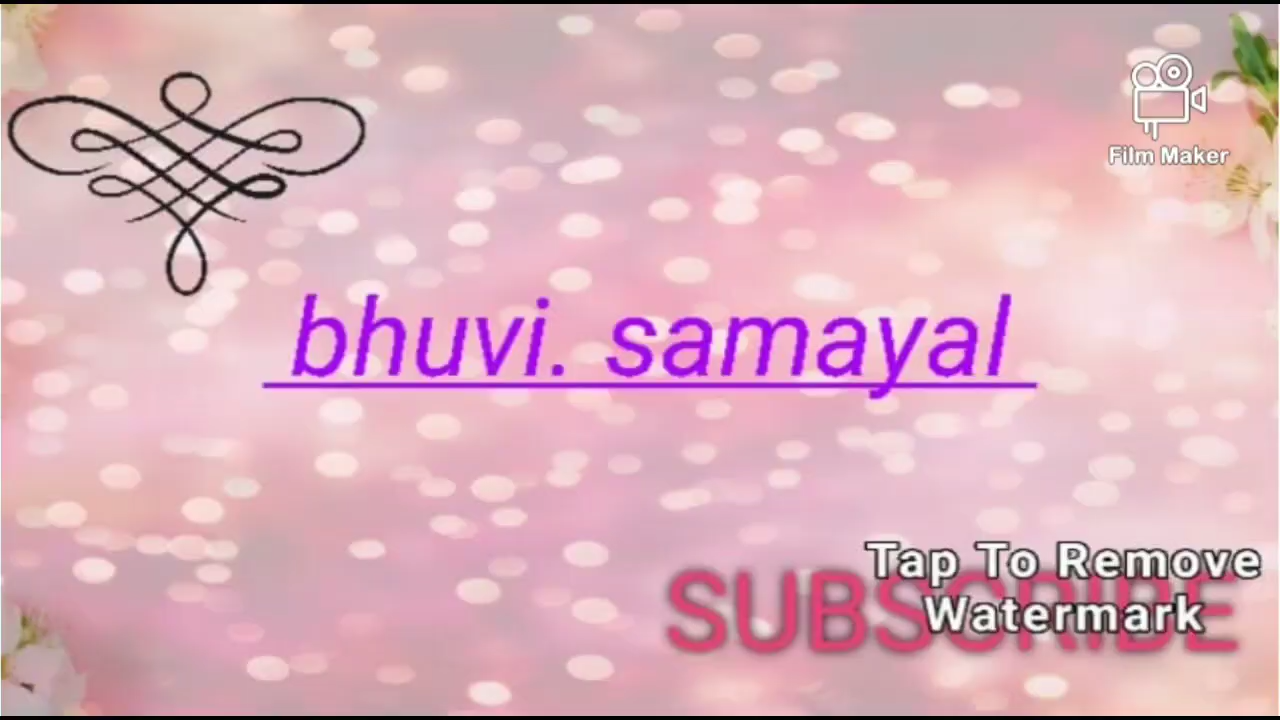 Film Maker
bhuvi. samayal
Tap To Remove
SUBSCRIBE
Watermark